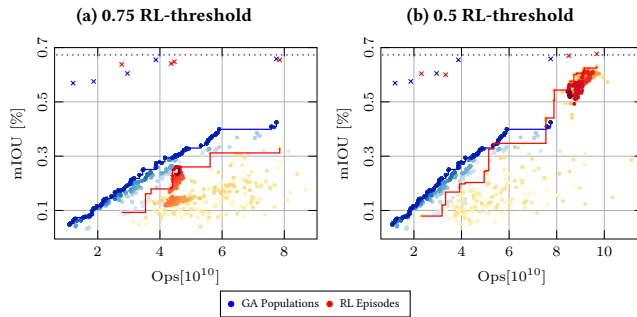 (a) 0.75 RL-threshold
(b) 0.5 RL-threshold
mIOU [%]
0.7
0.5
0.3
0.1
2
4
6
8
Ops[10^10]
mIOU [%]
0.7
0.5
0.3
0.1
2
4
6
8
10
Ops[10^10]
GA Populations RL Episodes